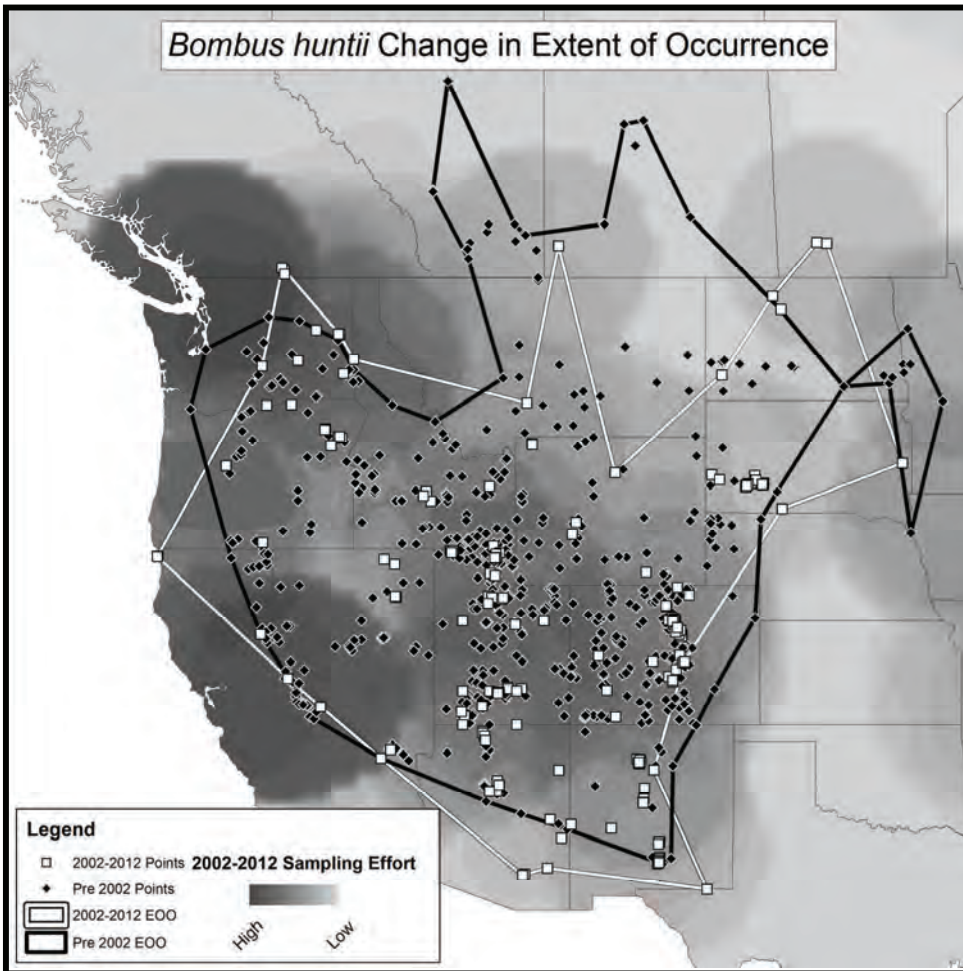 Bombus huntii Change in Extent of Occurrence
Legend
2002-2012 Points
Pre 2002 Points
2002-2012 EOO
Pre 2002 EOO
2002-2012 Sampling Effort
High
Low